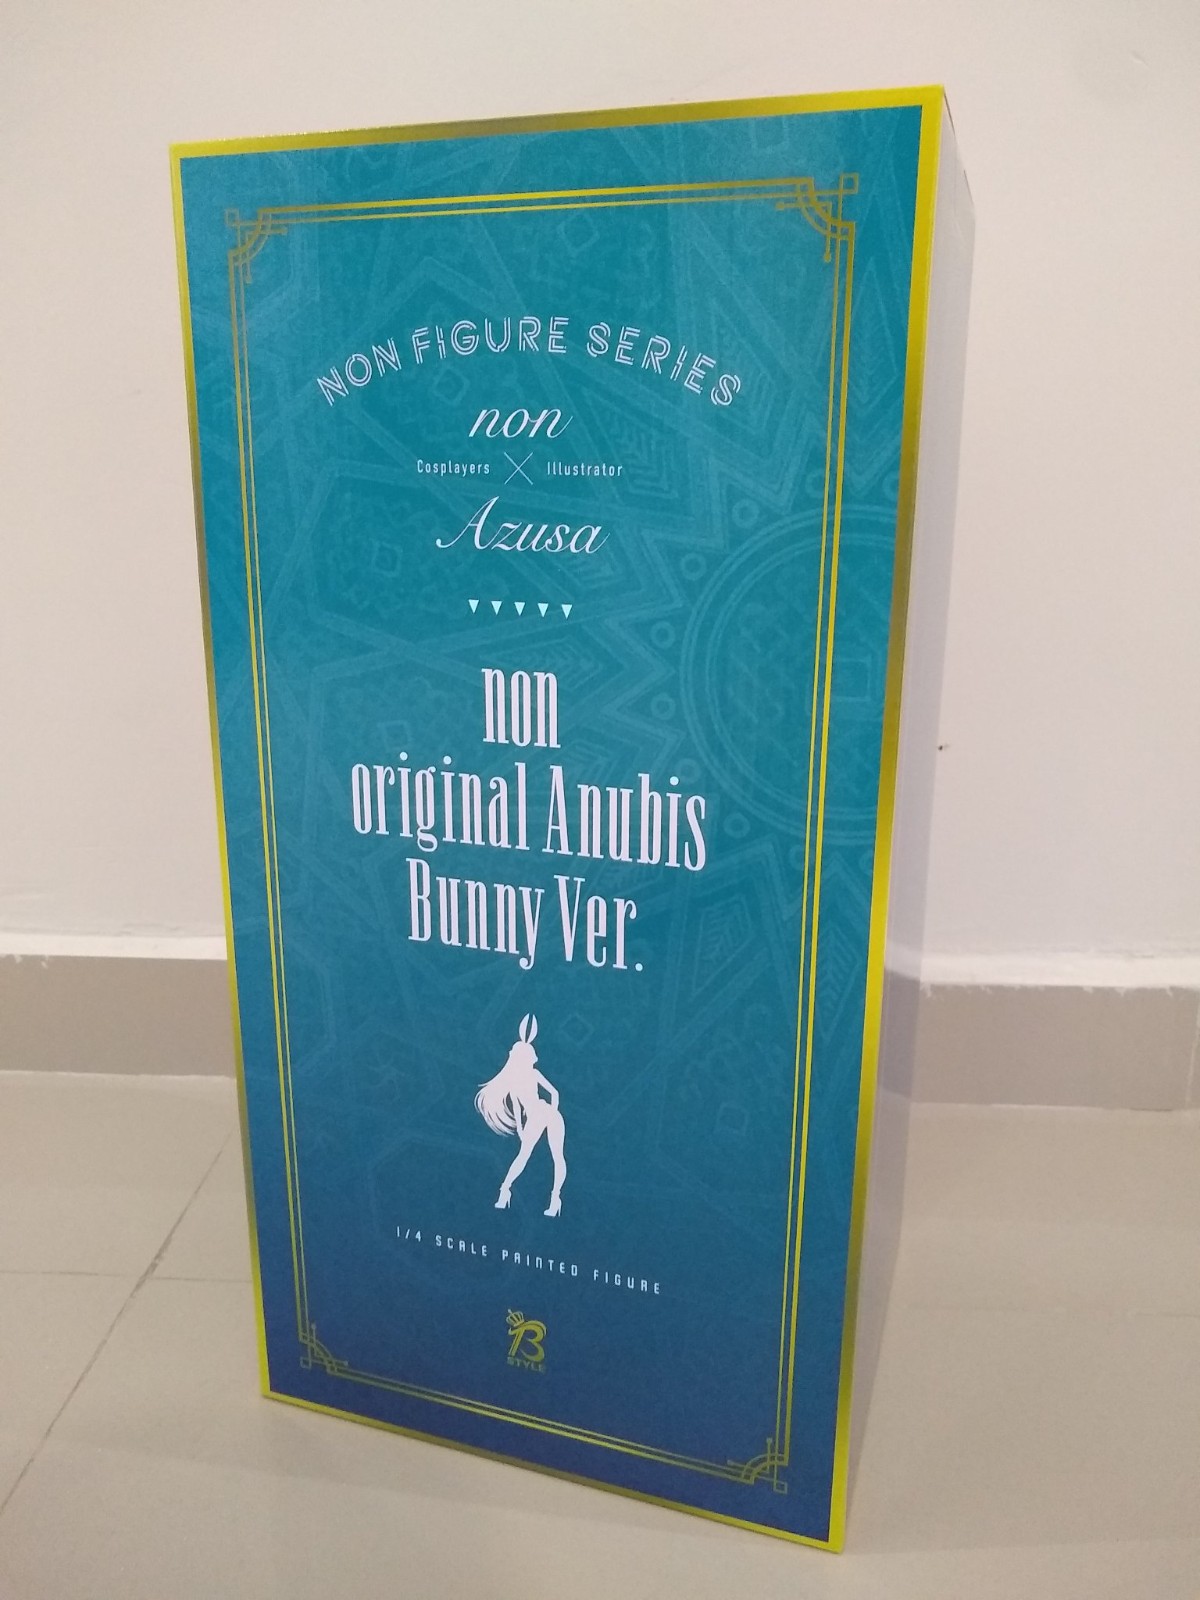 NON FIGURE SERIES
non
Cosplayers X Illustrator
Azusa
non
original Anubis
Bunny Ver.
1/4 SCALE PAINTED FIGURE
B
STYLE